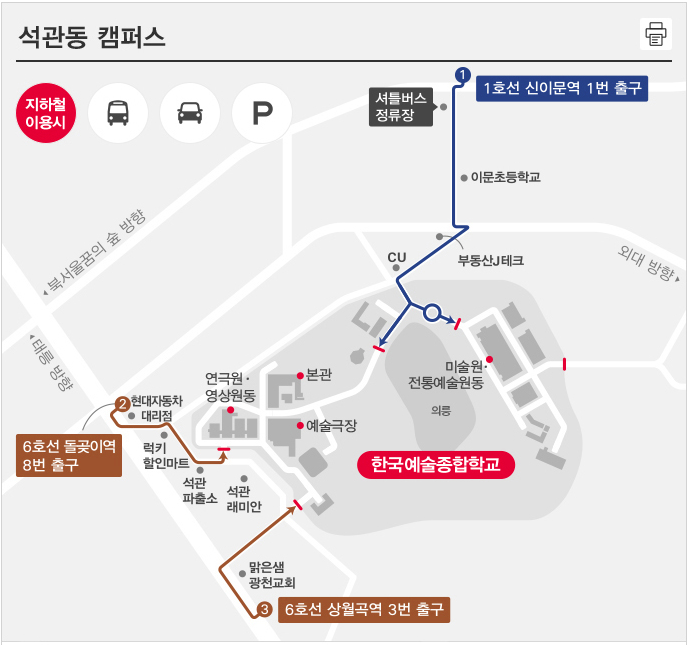 석관동 캠퍼스
지하철
이용시
P
1
1호선 신이문역 1번 출구
셔틀버스
정류장
이문초등학교
북서울꿈의 숲 방향
부동산J테크
외대 방향
CU
태릉 방향
본관
연극원·
영상원동
미술원·
전통예술원동
2
현대자동차
대리점
의릉
예술극장
6호선 돌곶이역
8번 출구
럭키
할인마트
한국예술종합학교
석관
파출소
석관
래미안
맑은샘
광천교회
3
6호선 상월곡역 3번 출구